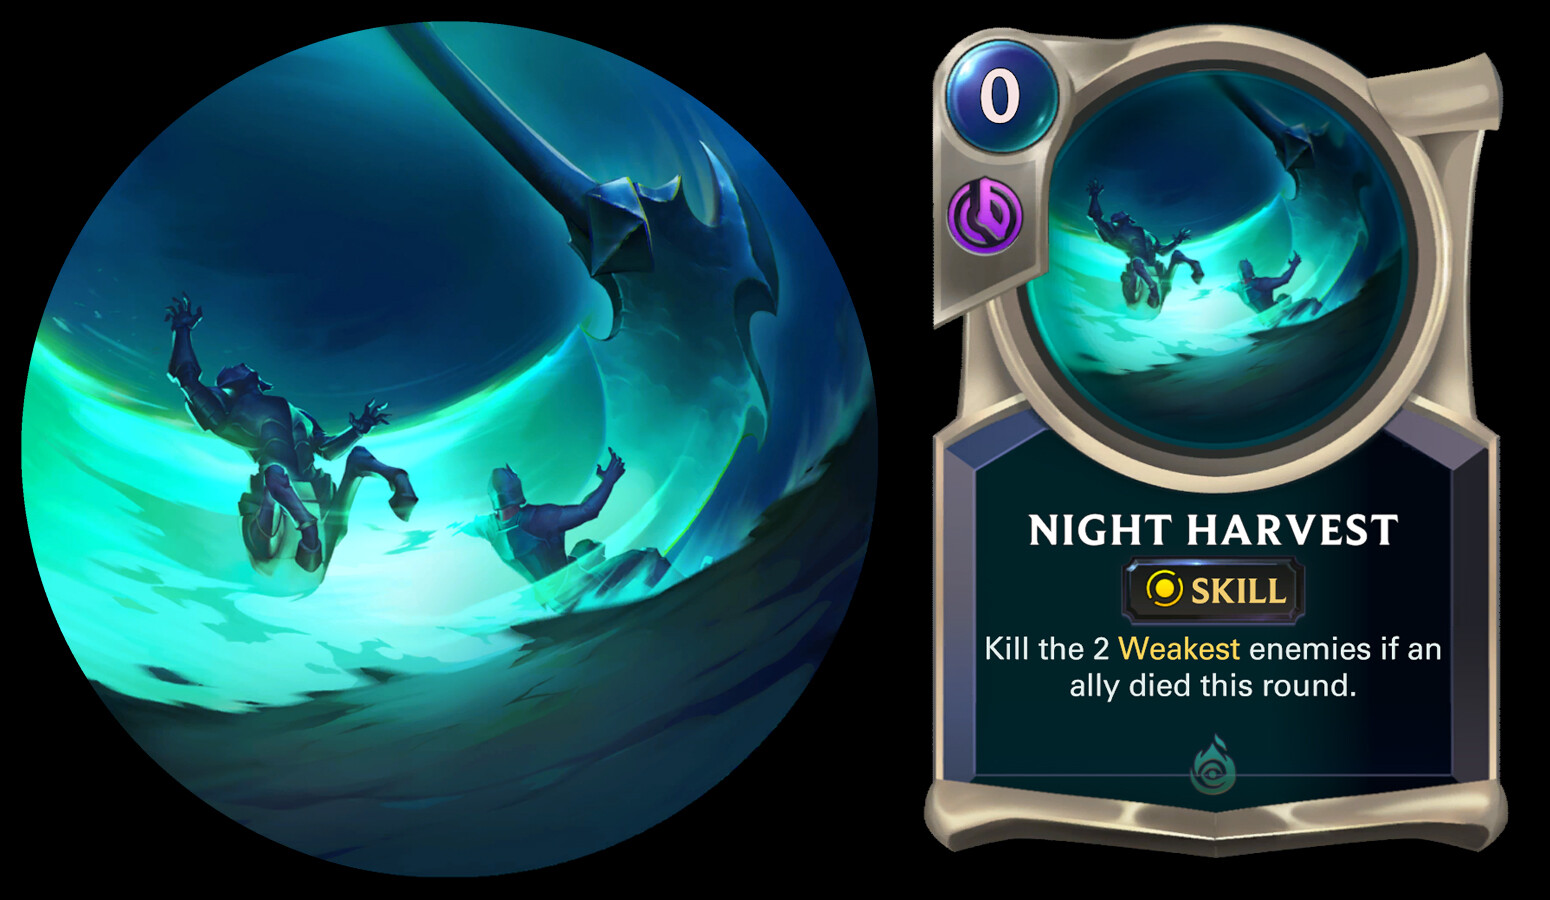 0
NIGHT HARVEST
SKILL
Kill the 2 Weakest enemies if an
ally died this round.